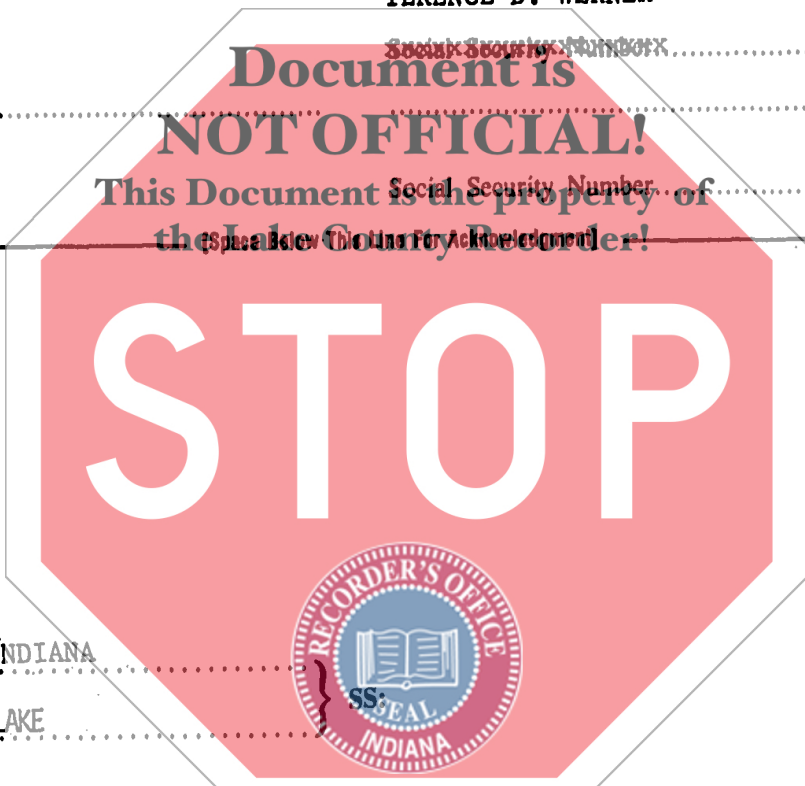 Document is
Social Security Number
NOT OFFICIAL!
This Document is the property of
Social Security Number
the Lake County Recorder!
[Space Below This Line For Acknowledgment]
STOP
RECORDER'S OFFICE
SEAL
INDIANA
NDIANA
SS:
AKE